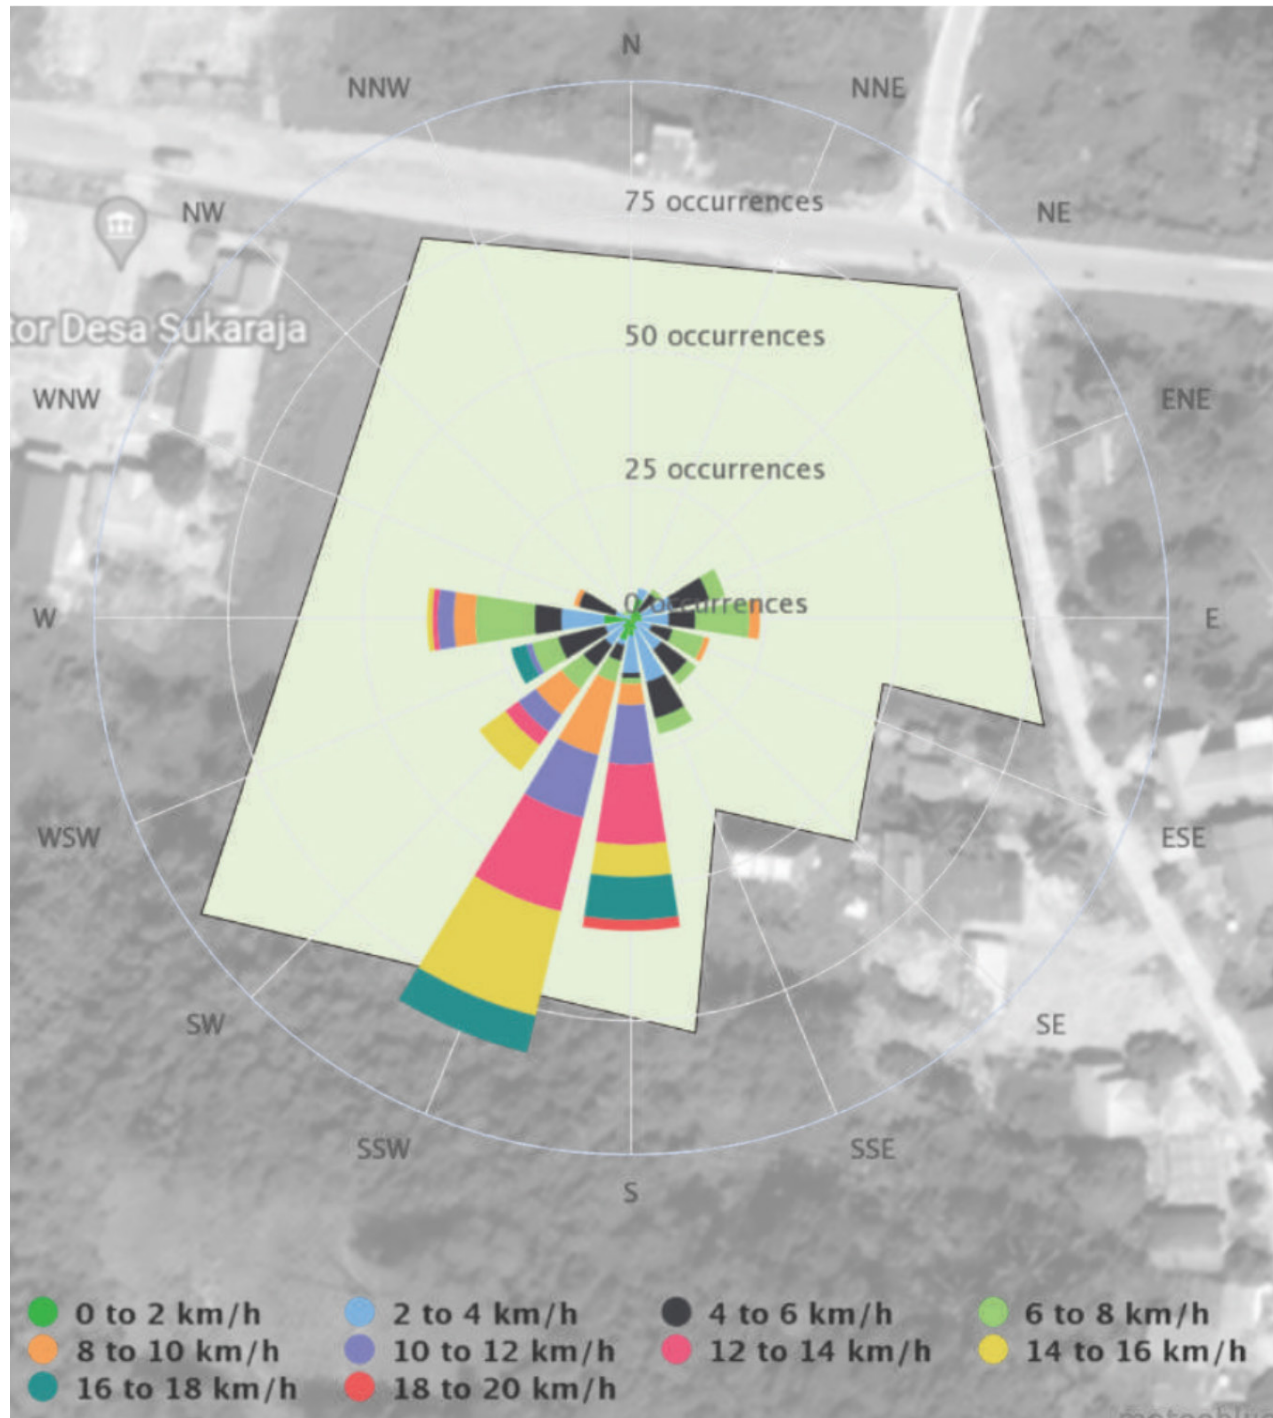 N
NNW NNE
75 occurrences
NW NE
tor Desa Sukaraja
50 occurrences
WNW ENE
25 occurrences
0 occurrences
W E
WSW ESE
SW SE
SSW SSE
S
0 to 2 km/h 2 to 4 km/h 4 to 6 km/h 6 to 8 km/h
8 to 10 km/h 10 to 12 km/h 12 to 14 km/h 14 to 16 km/h
16 to 18 km/h 18 to 20 km/h